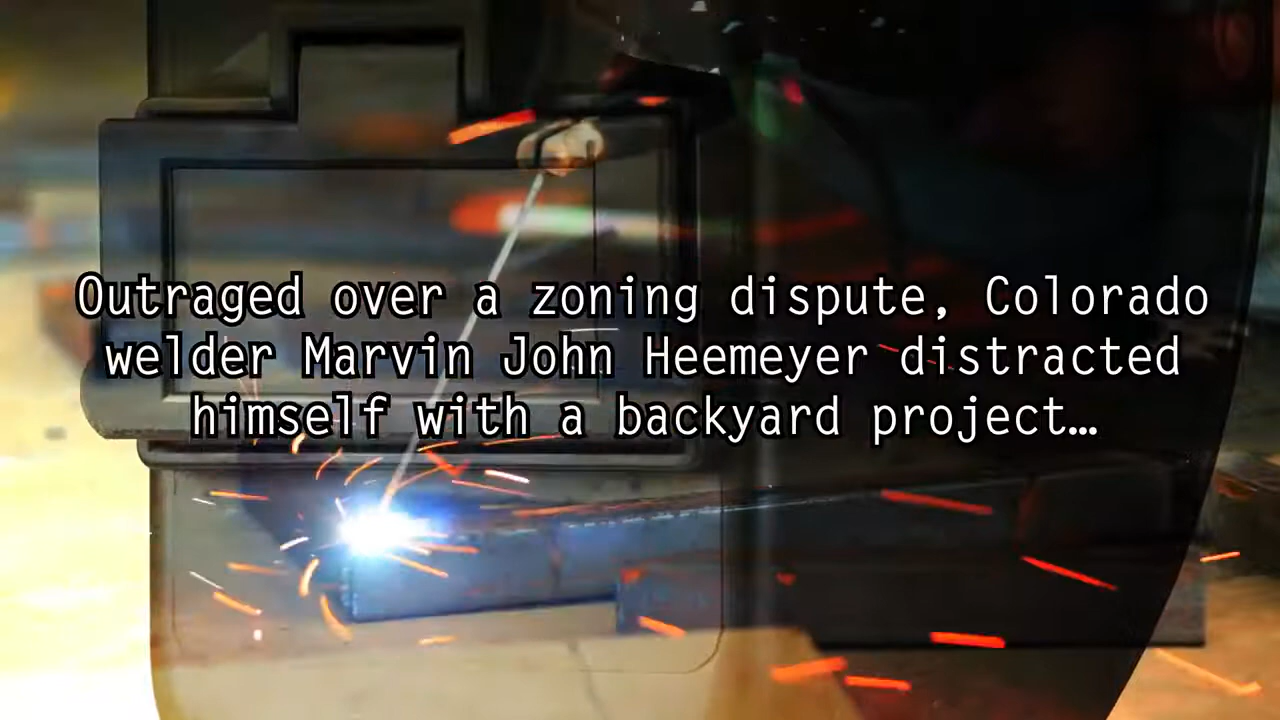 Outraged over a zoning dispute, Colorado
welder Marvin John Heemeyer distracted
himself with a backyard project…